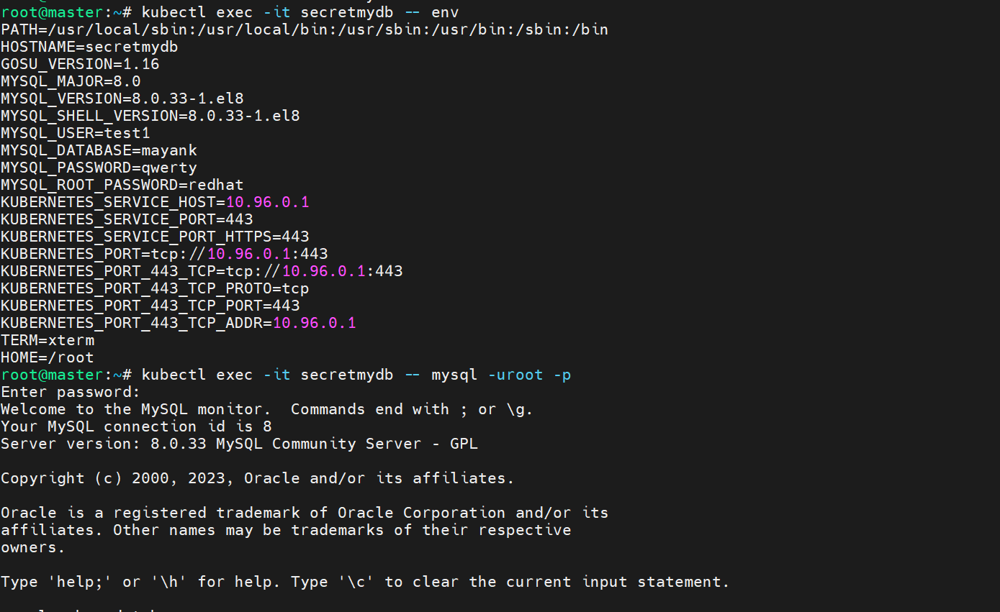 root@master:~# kubectl exec -it secretmydb -- env
PATH=/usr/local/sbin:/usr/local/bin:/usr/sbin:/usr/bin:/sbin:/bin
HOSTNAME=secretmydb
GOSU_VERSION=1.16
MYSQL_MAJOR=8.0
MYSQL_VERSION=8.0.33-1.el8
MYSQL_SHELL_VERSION=8.0.33-1.el8
MYSQL_USER=test1
MYSQL_DATABASE=mayank
MYSQL_PASSWORD=qwerty
MYSQL_ROOT_PASSWORD=redhat
KUBERNETES_SERVICE_HOST=10.96.0.1
KUBERNETES_SERVICE_PORT=443
KUBERNETES_SERVICE_PORT_HTTPS=443
KUBERNETES_PORT=tcp://10.96.0.1:443
KUBERNETES_PORT_443_TCP=tcp://10.96.0.1:443
KUBERNETES_PORT_443_TCP_PROTO=tcp
KUBERNETES_PORT_443_TCP_PORT=443
KUBERNETES_PORT_443_TCP_ADDR=10.96.0.1
TERM=xterm
HOME=/root
root@master:~# kubectl exec -it secretmydb -- mysql -uroot -p
Enter password:
Welcome to the MySQL monitor.  Commands end with ; or \g.
Your MySQL connection id is 8
Server version: 8.0.33 MySQL Community Server - GPL
Copyright (c) 2000, 2023, Oracle and/or its affiliates.
Oracle is a registered trademark of Oracle Corporation and/or its
affiliates. Other names may be trademarks of their respective
owners.
Type 'help;' or '\h' for help. Type '\c' to clear the current input statement.